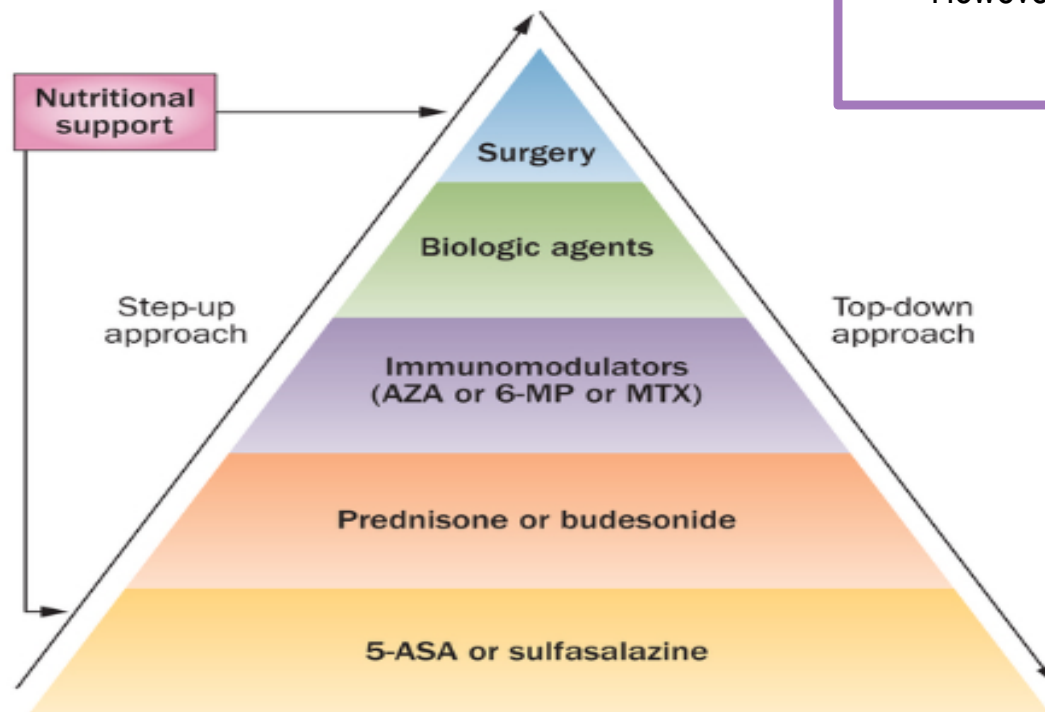 Nutritional
support
Surgery
Biologic agents
Step-up
approach
Top-down
approach
Immunomodulators
(AZA or 6-MP or MTX)
Prednisone or budesonide
5-ASA or sulfasalazine